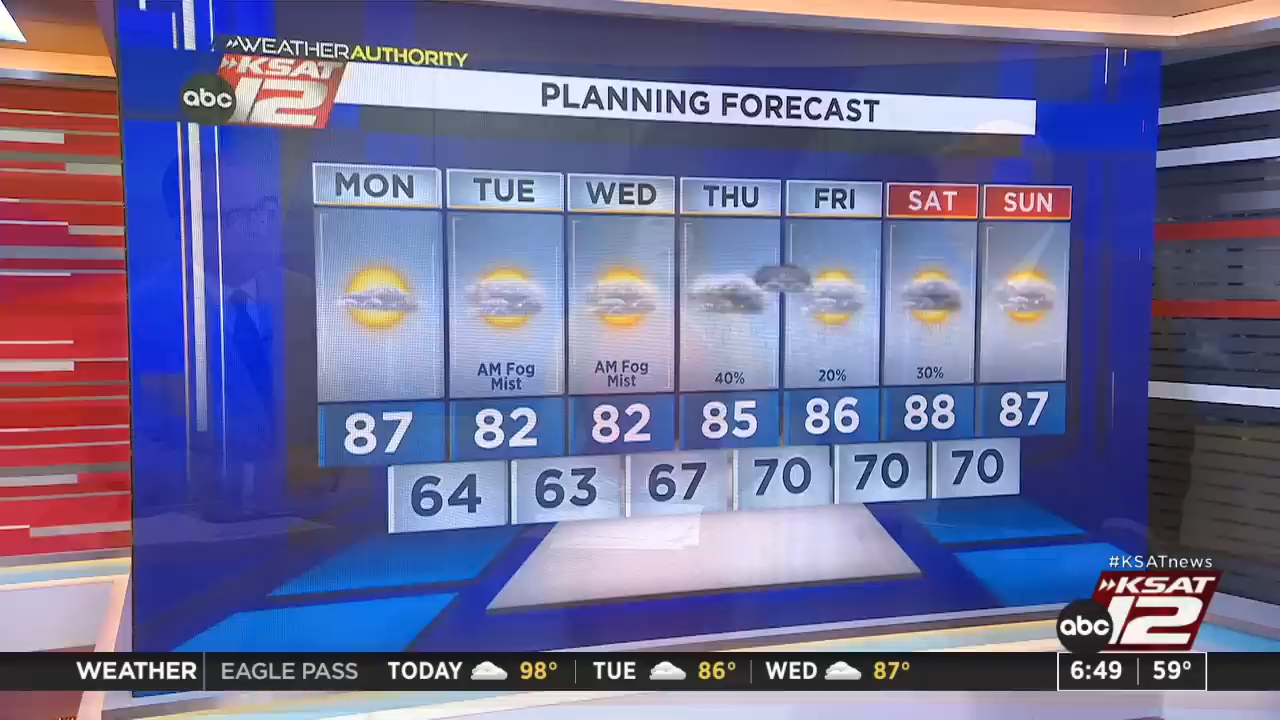 »WEATHERAUTHORITY
»KSAT
abc 12
PLANNING FORECAST
MON TUE WED THU FRI SAT SUN
AM Fog Mist AM Fog Mist 40% 20% 30%
87 82 82 85 86 88 87
64 63 67 70 70 70
#KSATnews
»KSAT
abc 12
WEATHER EAGLE PASS TODAY 98° TUE 86° WED 87° 6:49 59°